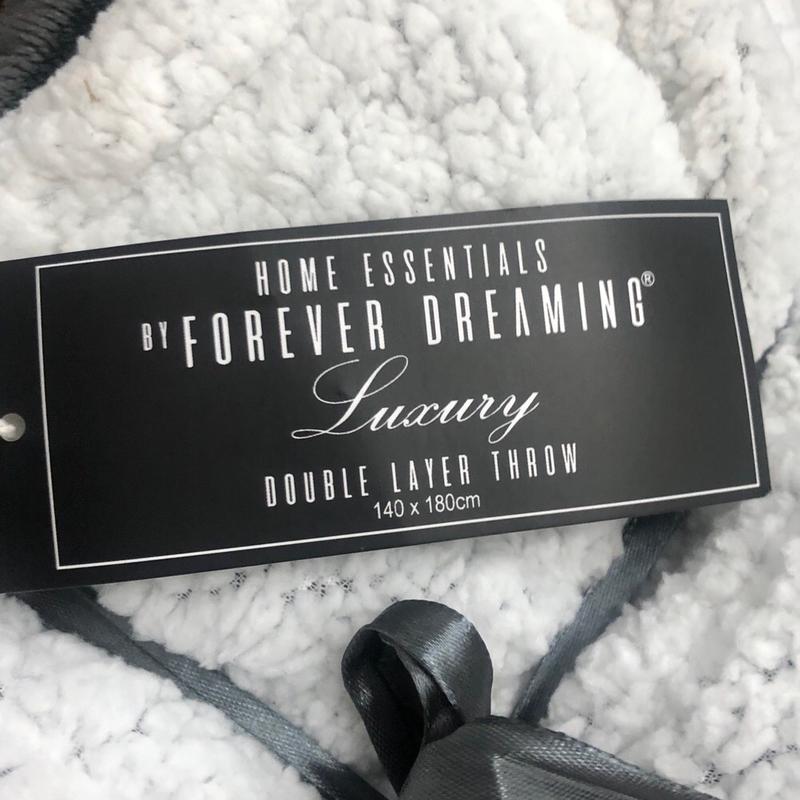 HOME ESSENTIALS
BY FOREVER DREAMING®
Luxury
DOUBLE LAYER THROW
140 x 180cm